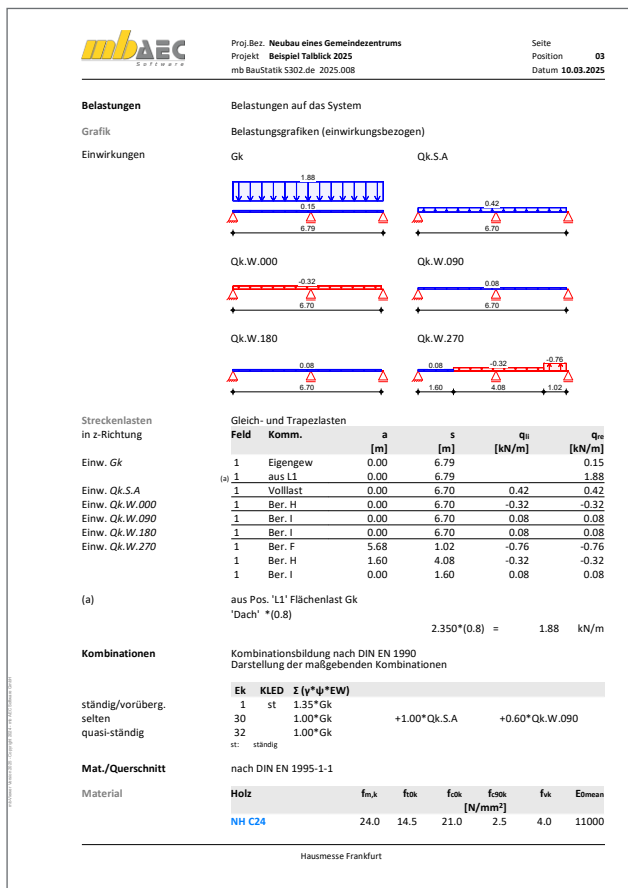 mbAEC
Software
Proj.Bez. Neubau eines Gemeindezentrums Seite
Projekt Beispiel Talblick 2025 Position 03
mb BauStatik S302.de 2025.008 Datum 10.03.2025
Belastungen Belastungen auf das System
Grafik Belastungsgrafiken (einwirkungsbezogen)
Einwirkungen Gk Qk.S.A
1.88
0.15 0.42
6.79 6.70
Qk.W.000 Qk.W.090
-0.32 0.08
6.70 6.70
Qk.W.180 Qk.W.270
0.08 0.08 -0.32 -0.76
6.70 1.60 4.08 1.02
Streckenlasten Gleich- und Trapezlasten
in z-Richtung Feld Komm. a s qli qre
[m] [m] [kN/m] [kN/m]
Einw. Gk 1 Eigengew 0.00 6.79 0.15
(a) 1 aus L1 0.00 6.79 1.88
Einw. Qk.S.A 1 Volllast 0.00 6.70 0.42 0.42
Einw. Qk.W.000 1 Ber. H 0.00 6.70 -0.32 -0.32
Einw. Qk.W.090 1 Ber. I 0.00 6.70 0.08 0.08
Einw. Qk.W.180 1 Ber. I 0.00 6.70 0.08 0.08
Einw. Qk.W.270 1 Ber. F 5.68 1.02 -0.76 -0.76
1 Ber. H 1.60 4.08 -0.32 -0.32
1 Ber. I 0.00 1.60 0.08 0.08
(a) aus Pos. 'L1' Flächenlast Gk
'Dach' *(0.8)
2.350*(0.8) = 1.88 kN/m
Kombinationen Kombinationsbildung nach DIN EN 1990
Darstellung der maßgebenden Kombinationen
Ek KLED Σ (γ*ψ*EW)
ständig/vorüberg. 1 st 1.35*Gk
selten 30 1.00*Gk +1.00*Qk.S.A +0.60*Qk.W.090
quasi-ständig 32 1.00*Gk
st: ständig
Mat./Querschnitt nach DIN EN 1995-1-1
Material Holz fm,k ft0k fc0k fc90k fvk E0mean
[N/mm²]
NH C24 24.0 14.5 21.0 2.5 4.0 11000
Hausmesse Frankfurt